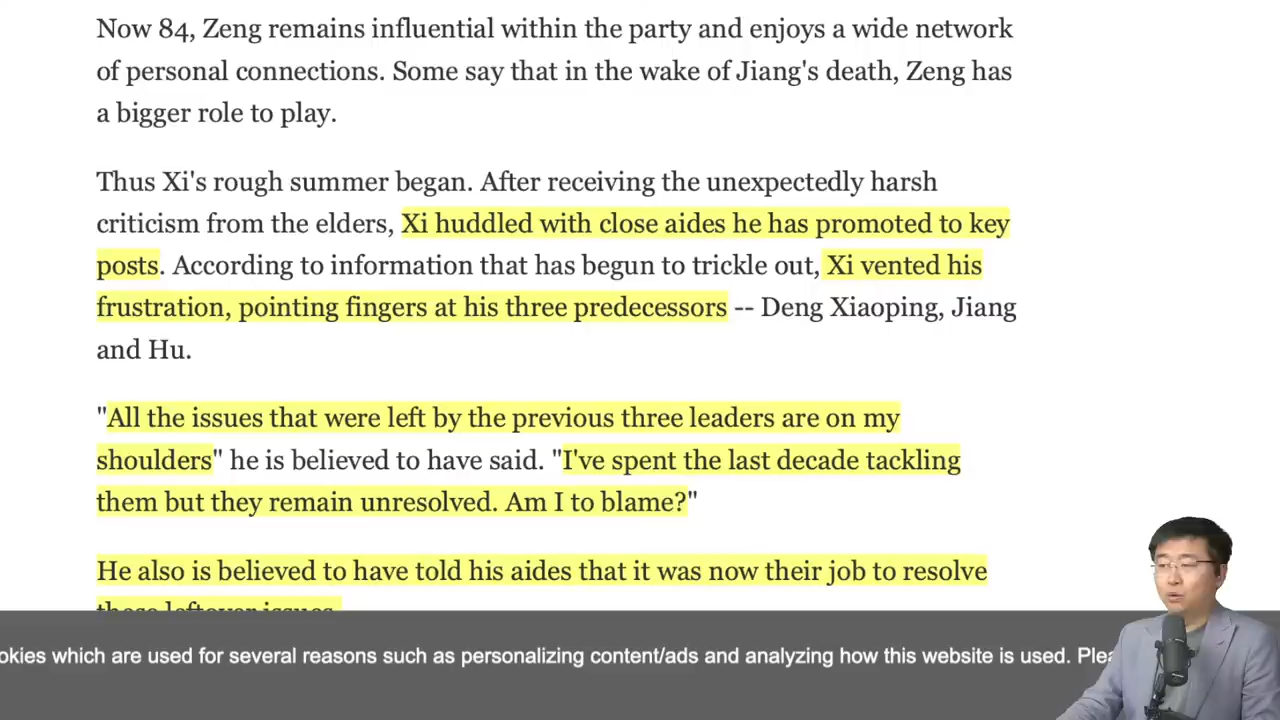 Now 84, Zeng remains influential within the party and enjoys a wide network
of personal connections. Some say that in the wake of Jiang's death, Zeng has
a bigger role to play.
Thus Xi's rough summer began. After receiving the unexpectedly harsh
criticism from the elders, Xi huddled with close aides he has promoted to key
posts. According to information that has begun to trickle out, Xi vented his
frustration, pointing fingers at his three predecessors -- Deng Xiaoping, Jiang
and Hu.
"All the issues that were left by the previous three leaders are on my
shoulders" he is believed to have said. "I've spent the last decade tackling
them but they remain unresolved. Am I to blame?"
He also is believed to have told his aides that it was now their job to resolve
these leftover issues.
okies which are used for several reasons such as personalizing content/ads and analyzing how this website is used. Plea